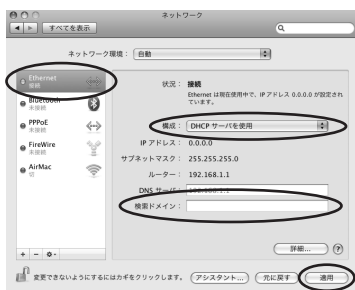 ネットワーク
すべてを表示
ネットワーク環境： 自動
Ethernet
接続
Bluetooth
未接続
PPPoE
未接続
FireWire
未接続
AirMac
切
状況： 接続
Ethernet は現在使用中で、IP アドレス 0.0.0.0 が設定され
ています。
構成： DHCP サーバを使用
IP アドレス： 0.0.0.0
サブネットマスク： 255.255.255.0
ルーター： 192.168.1.1
DNS サーバ： 192.168.1.1
検索ドメイン：
詳細... ?
+ −
変更できないようにするにはカギをクリックします。 アシスタント... 元に戻す 適用